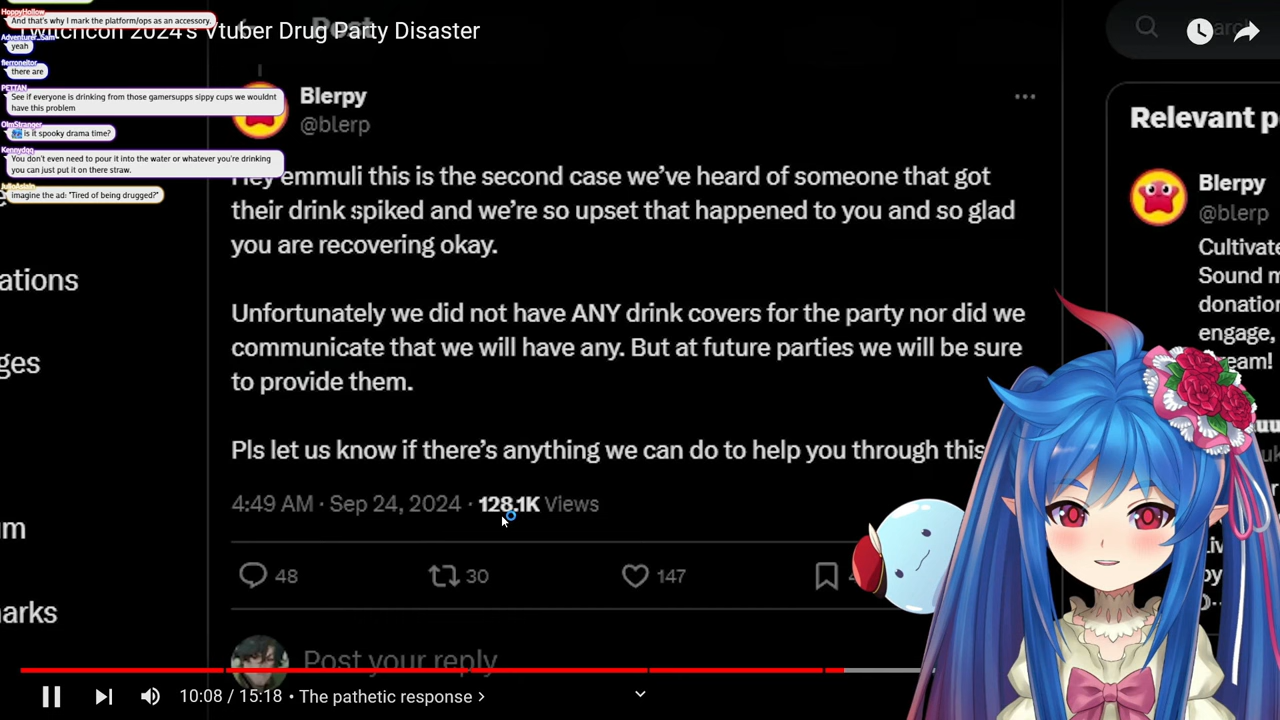 HoppyHollow
And that's why I mark the platform/ops as an accessory.
Twitchcon 2024's Vtuber Drug Party Disaster
Post
Adventurer_Sam
yeah
fierroneitor
there are
PETTAN
See if everyone is drinking from those gamersupps sippy cups we wouldnt
have this problem
OlmStranger
is it spooky drama time?
Kennydqq
You don't even need to pour it into the water or whatever you're drinking
you can just put it on there straw.
imagine the ad: "Tired of being drugged?"
Blerpy
@blerp
Hey emmuli this is the second case we've heard of someone that got
their drink spiked and we're so upset that happened to you and so glad
you are recovering okay.
Unfortunately we did not have ANY drink covers for the party nor did we
communicate that we will have any. But at future parties we will be sure
to provide them.
Pls let us know if there's anything we can do to help you through this
4:49 AM · Sep 24, 2024 · 128.1K Views
48
30
147
Post your reply
ations
ges
m
arks
Relevant p
Blerpy
@blerp
Cultivate
Sound m
donation
engage,
eam!
10:08 / 15:18 • The pathetic response >